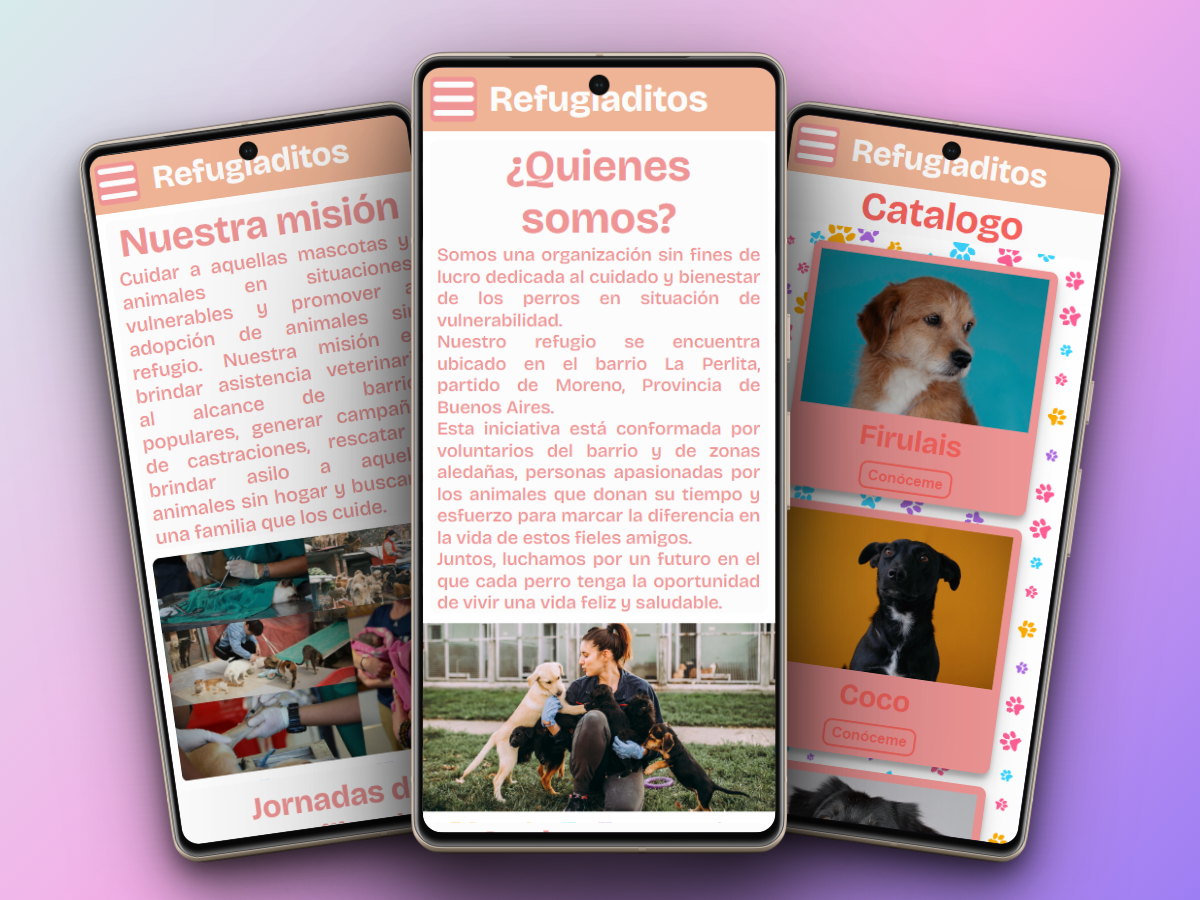 Refugiaditos
Nuestra misión
Cuidar a aquellas mascotas y
animales en situaciones
vulnerables y promover
adopción de animales
refugio. Nuestra misión
brindar asistencia
al alcance de
populares, generar
de castraciones, rescatar
brindar asilo a
animales sin hogar y
una familia que los cuide.
Jornadas
Refugiaditos
¿Quienes
somos?
Somos una organización sin fines de
lucro dedicada al cuidado y bienestar
de los perros en situación de
vulnerabilidad.
Nuestro refugio se encuentra
ubicado en el barrio La Perlita,
partido de Moreno, Provincia de
Buenos Aires.
Esta iniciativa está conformada por
voluntarios del barrio y de zonas
aledañas, personas apasionadas por
los animales que donan su tiempo y
esfuerzo para marcar la diferencia en
la vida de estos fieles amigos.
Juntos, luchamos por un futuro en el
que cada perro tenga la oportunidad
de vivir una vida feliz y saludable.
Refugiaditos
Catalogo
Firulais
Conóceme
Coco
Conóceme